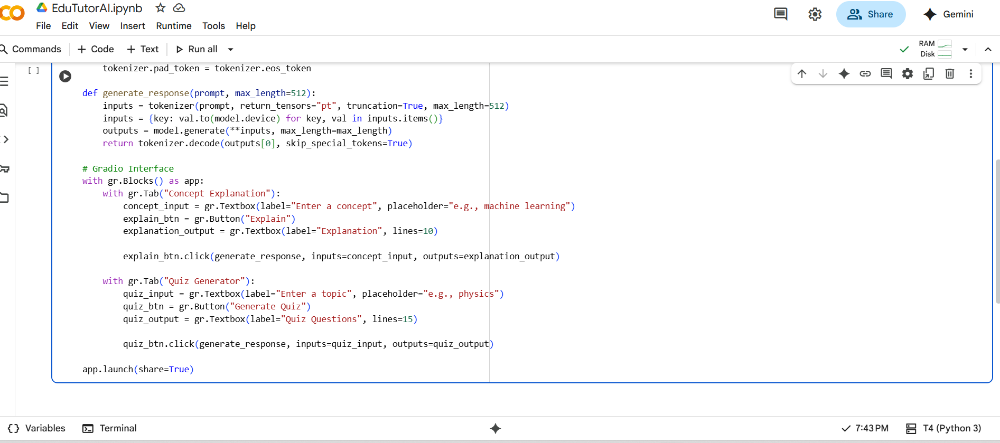 EduTutorAI.ipynb
File Edit View Insert Runtime Tools Help
Share
Gemini
Commands + Code + Text Run all
RAM
Disk
[ ]
tokenizer.pad_token = tokenizer.eos_token
def generate_response(prompt, max_length=512):
    inputs = tokenizer(prompt, return_tensors="pt", truncation=True, max_length=512)
    inputs = {key: val.to(model.device) for key, val in inputs.items()}
    outputs = model.generate(**inputs, max_length=max_length)
    return tokenizer.decode(outputs[0], skip_special_tokens=True)
# Gradio Interface
with gr.Blocks() as app:
    with gr.Tab("Concept Explanation"):
        concept_input = gr.Textbox(label="Enter a concept", placeholder="e.g., machine learning")
        explain_btn = gr.Button("Explain")
        explanation_output = gr.Textbox(label="Explanation", lines=10)
        explain_btn.click(generate_response, inputs=concept_input, outputs=explanation_output)
    with gr.Tab("Quiz Generator"):
        quiz_input = gr.Textbox(label="Enter a topic", placeholder="e.g., physics")
        quiz_btn = gr.Button("Generate Quiz")
        quiz_output = gr.Textbox(label="Quiz Questions", lines=15)
        quiz_btn.click(generate_response, inputs=quiz_input, outputs=quiz_output)
app.launch(share=True)
{} Variables Terminal
7:43 PM T4 (Python 3)